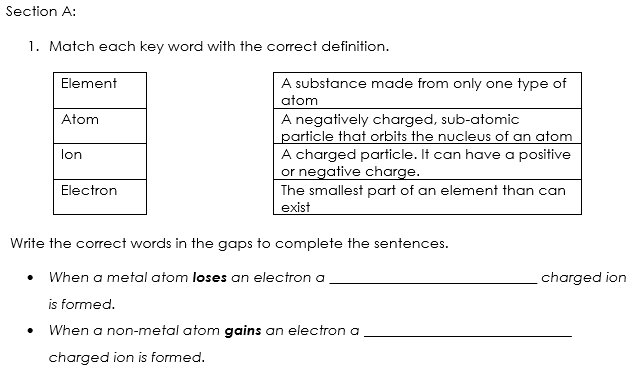 Section A:
1. Match each key word with the correct definition.
Element
A substance made from only one type of
atom
Atom
A negatively charged, sub-atomic
particle that orbits the nucleus of an atom
Ion
A charged particle. It can have a positive
or negative charge.
Electron
The smallest part of an element than can
exist
Write the correct words in the gaps to complete the sentences.
• When a metal atom loses an electron a ____________________ charged ion
is formed.
• When a non-metal atom gains an electron a ____________________
charged ion is formed.